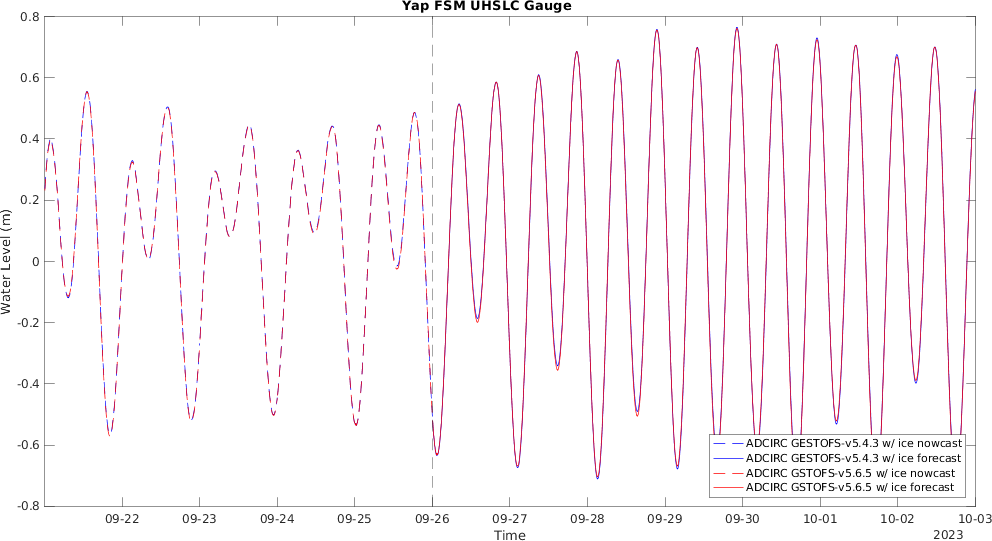 Yap FSM UHSLC Gauge
0.8
0.6
0.4
0.2
0
-0.2
-0.4
-0.6
-0.8
Water Level (m)
ADCIRC GESTOFS-v5.4.3 w/ ice nowcast
ADCIRC GESTOFS-v5.4.3 w/ ice forecast
ADCIRC GSTOFS-v5.6.5 w/ ice nowcast
ADCIRC GSTOFS-v5.6.5 w/ ice forecast
09-22 09-23 09-24 09-25 09-26 09-27 09-28 09-29 09-30 10-01 10-02 10-03
Time
2023